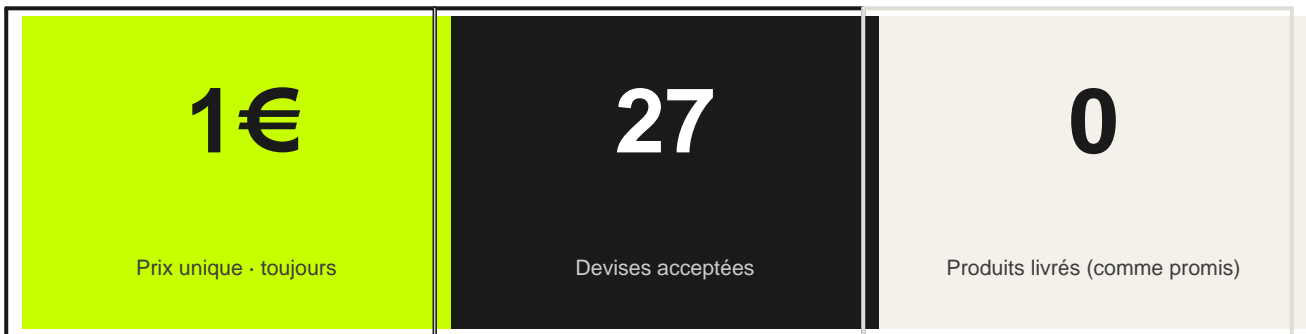 1€
Prix unique · toujours
27
Devises acceptées
0
Produits livrés (comme promis)